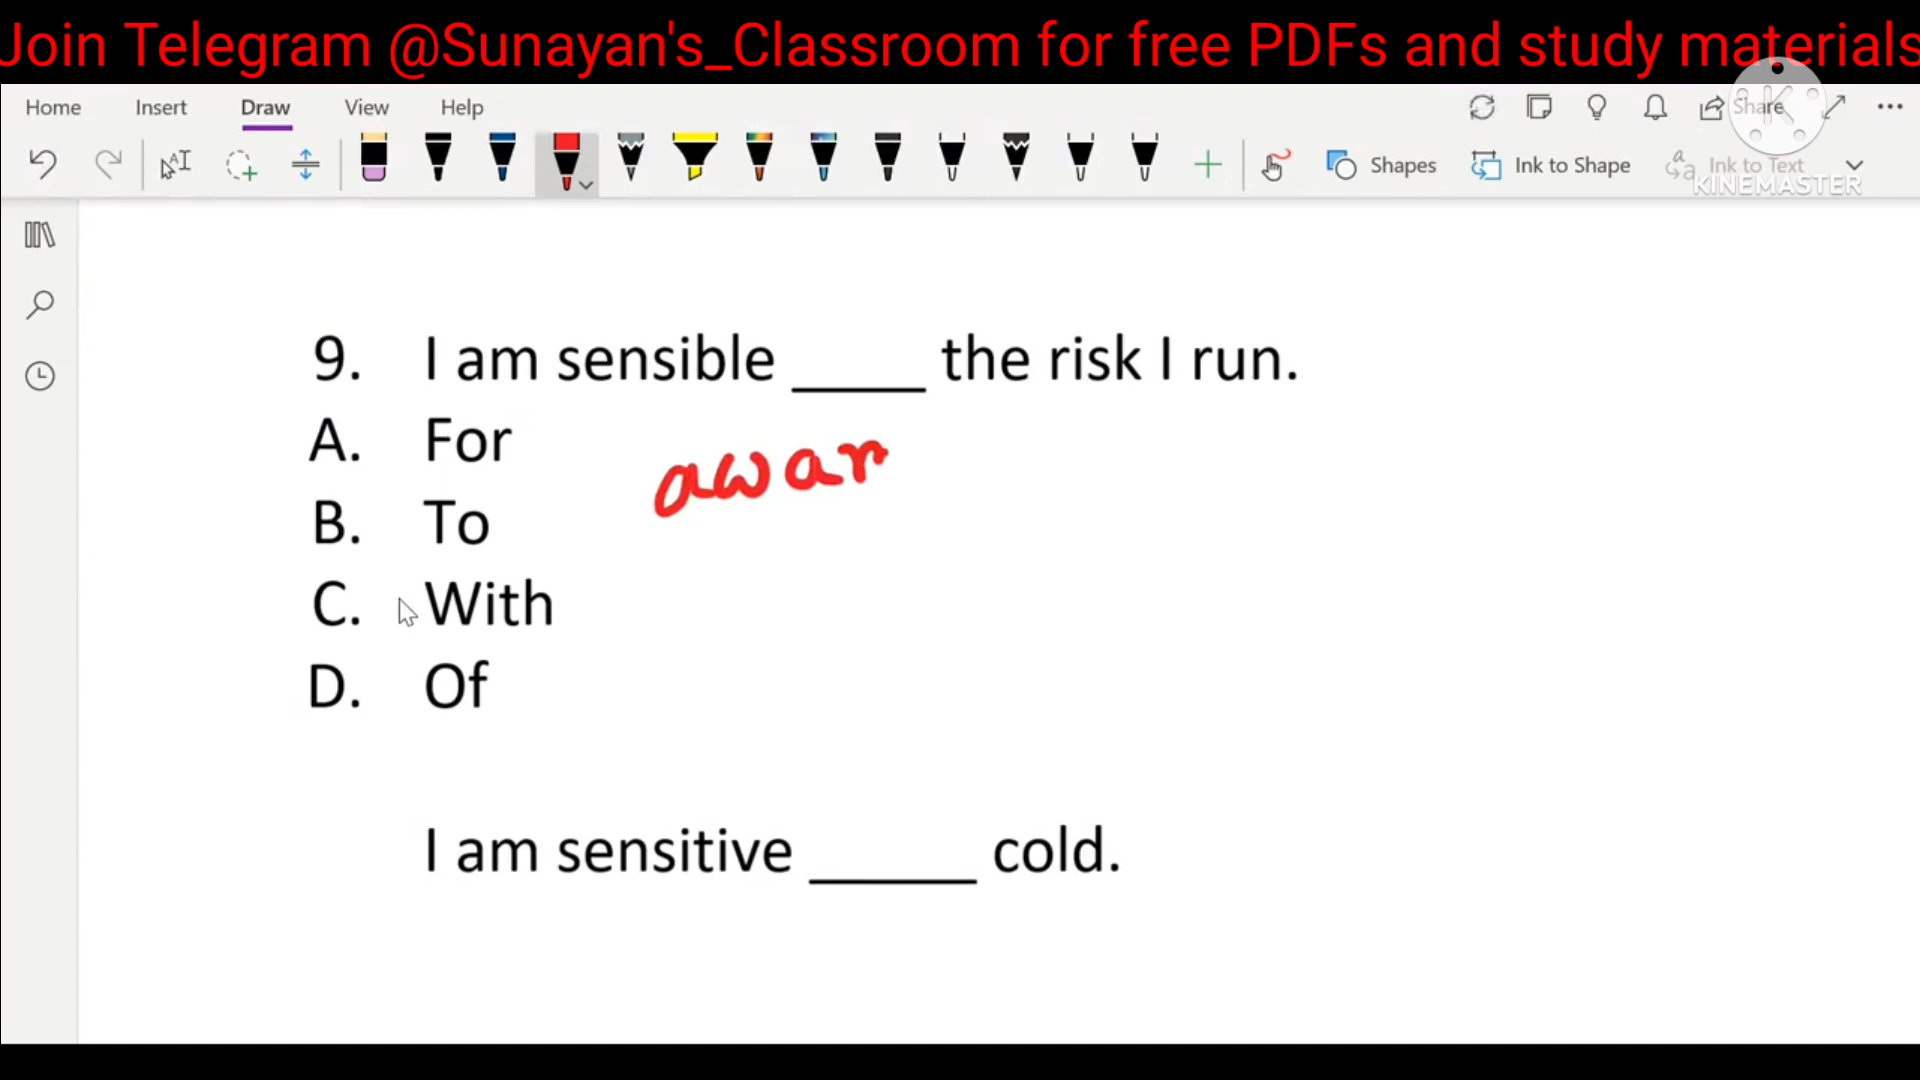 Join Telegram @Sunayan's_Classroom for free PDFs and study materials
Home Insert Draw View Help Share
Shapes Ink to Shape Ink to Text
KINEMASTER
9. I am sensible ____ the risk I run.
A. For
awar
B. To
C. With
D. Of
I am sensitive _____ cold.